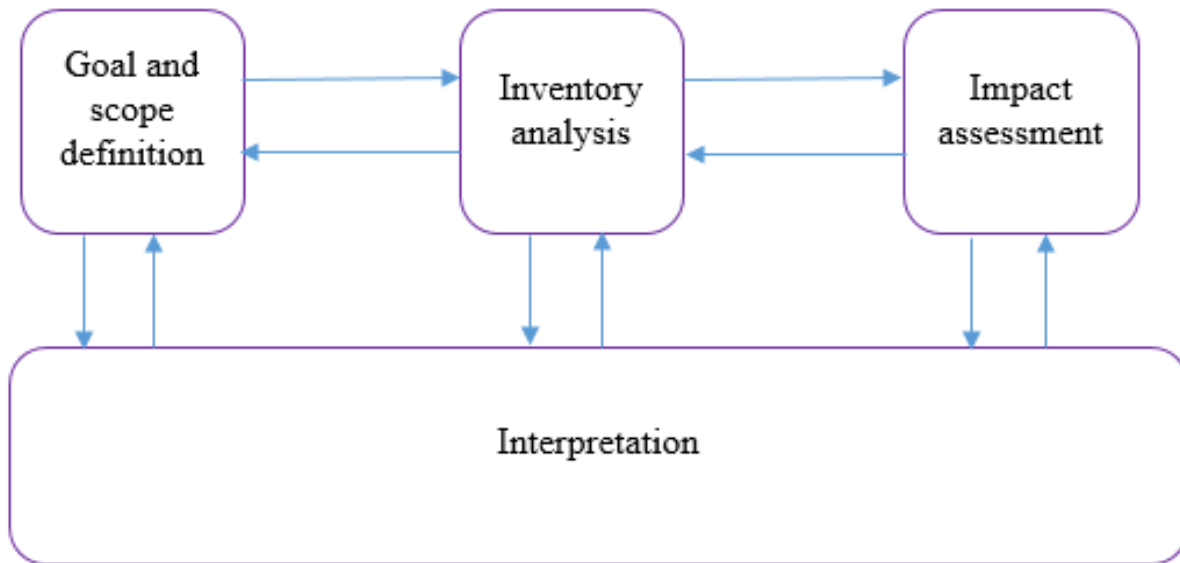 Goal and
scope
definition
Inventory
analysis
Impact
assessment
Interpretation